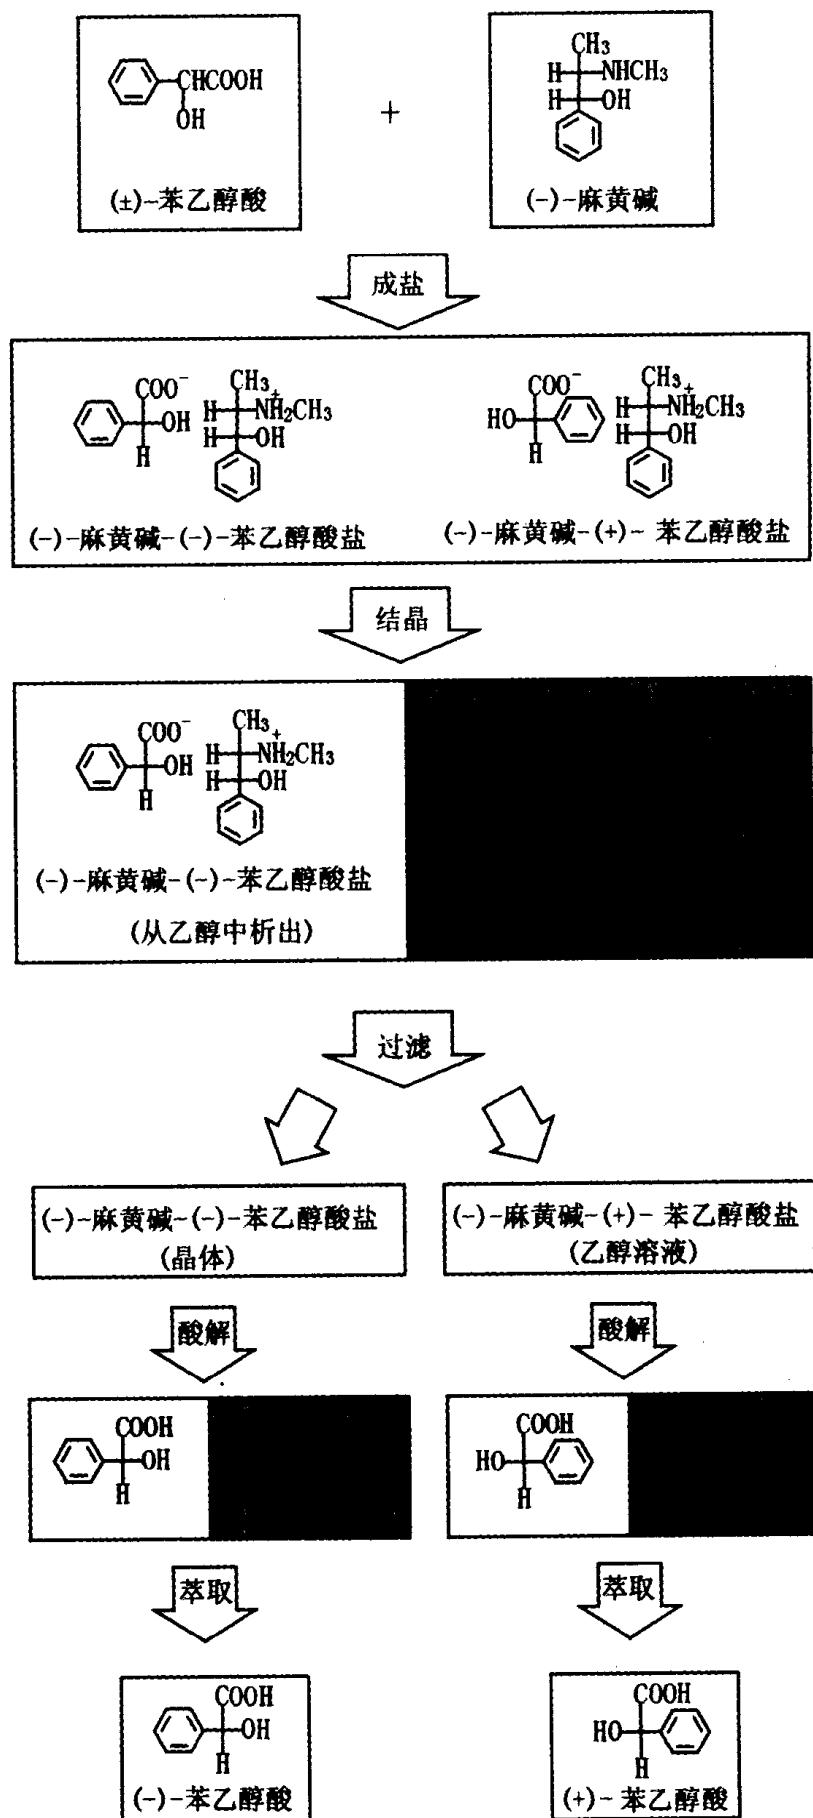 CHCOOH
OH
(±)-苯乙醇酸
+
CH3
H NHCH3
H OH
(-)-麻黄碱
成盐
COO⁻
OH
H
CH3
H N⁺H2CH3
H OH
(-)-麻黄碱-(-)-苯乙醇酸盐
COO⁻
HO
H
CH3
H N⁺H2CH3
H OH
(-)-麻黄碱-(+)- 苯乙醇酸盐
结晶
COO⁻
OH
H
CH3
H N⁺H2CH3
H OH
(-)-麻黄碱-(-)-苯乙醇酸盐
(从乙醇中析出)
过滤
(-)-麻黄碱-(-)-苯乙醇酸盐
(晶体)
(-)-麻黄碱-(+)- 苯乙醇酸盐
(乙醇溶液)
酸解
酸解
COOH
OH
H
COOH
HO
H
萃取
萃取
COOH
OH
H
(-)-苯乙醇酸
COOH
HO
H
(+)- 苯乙醇酸